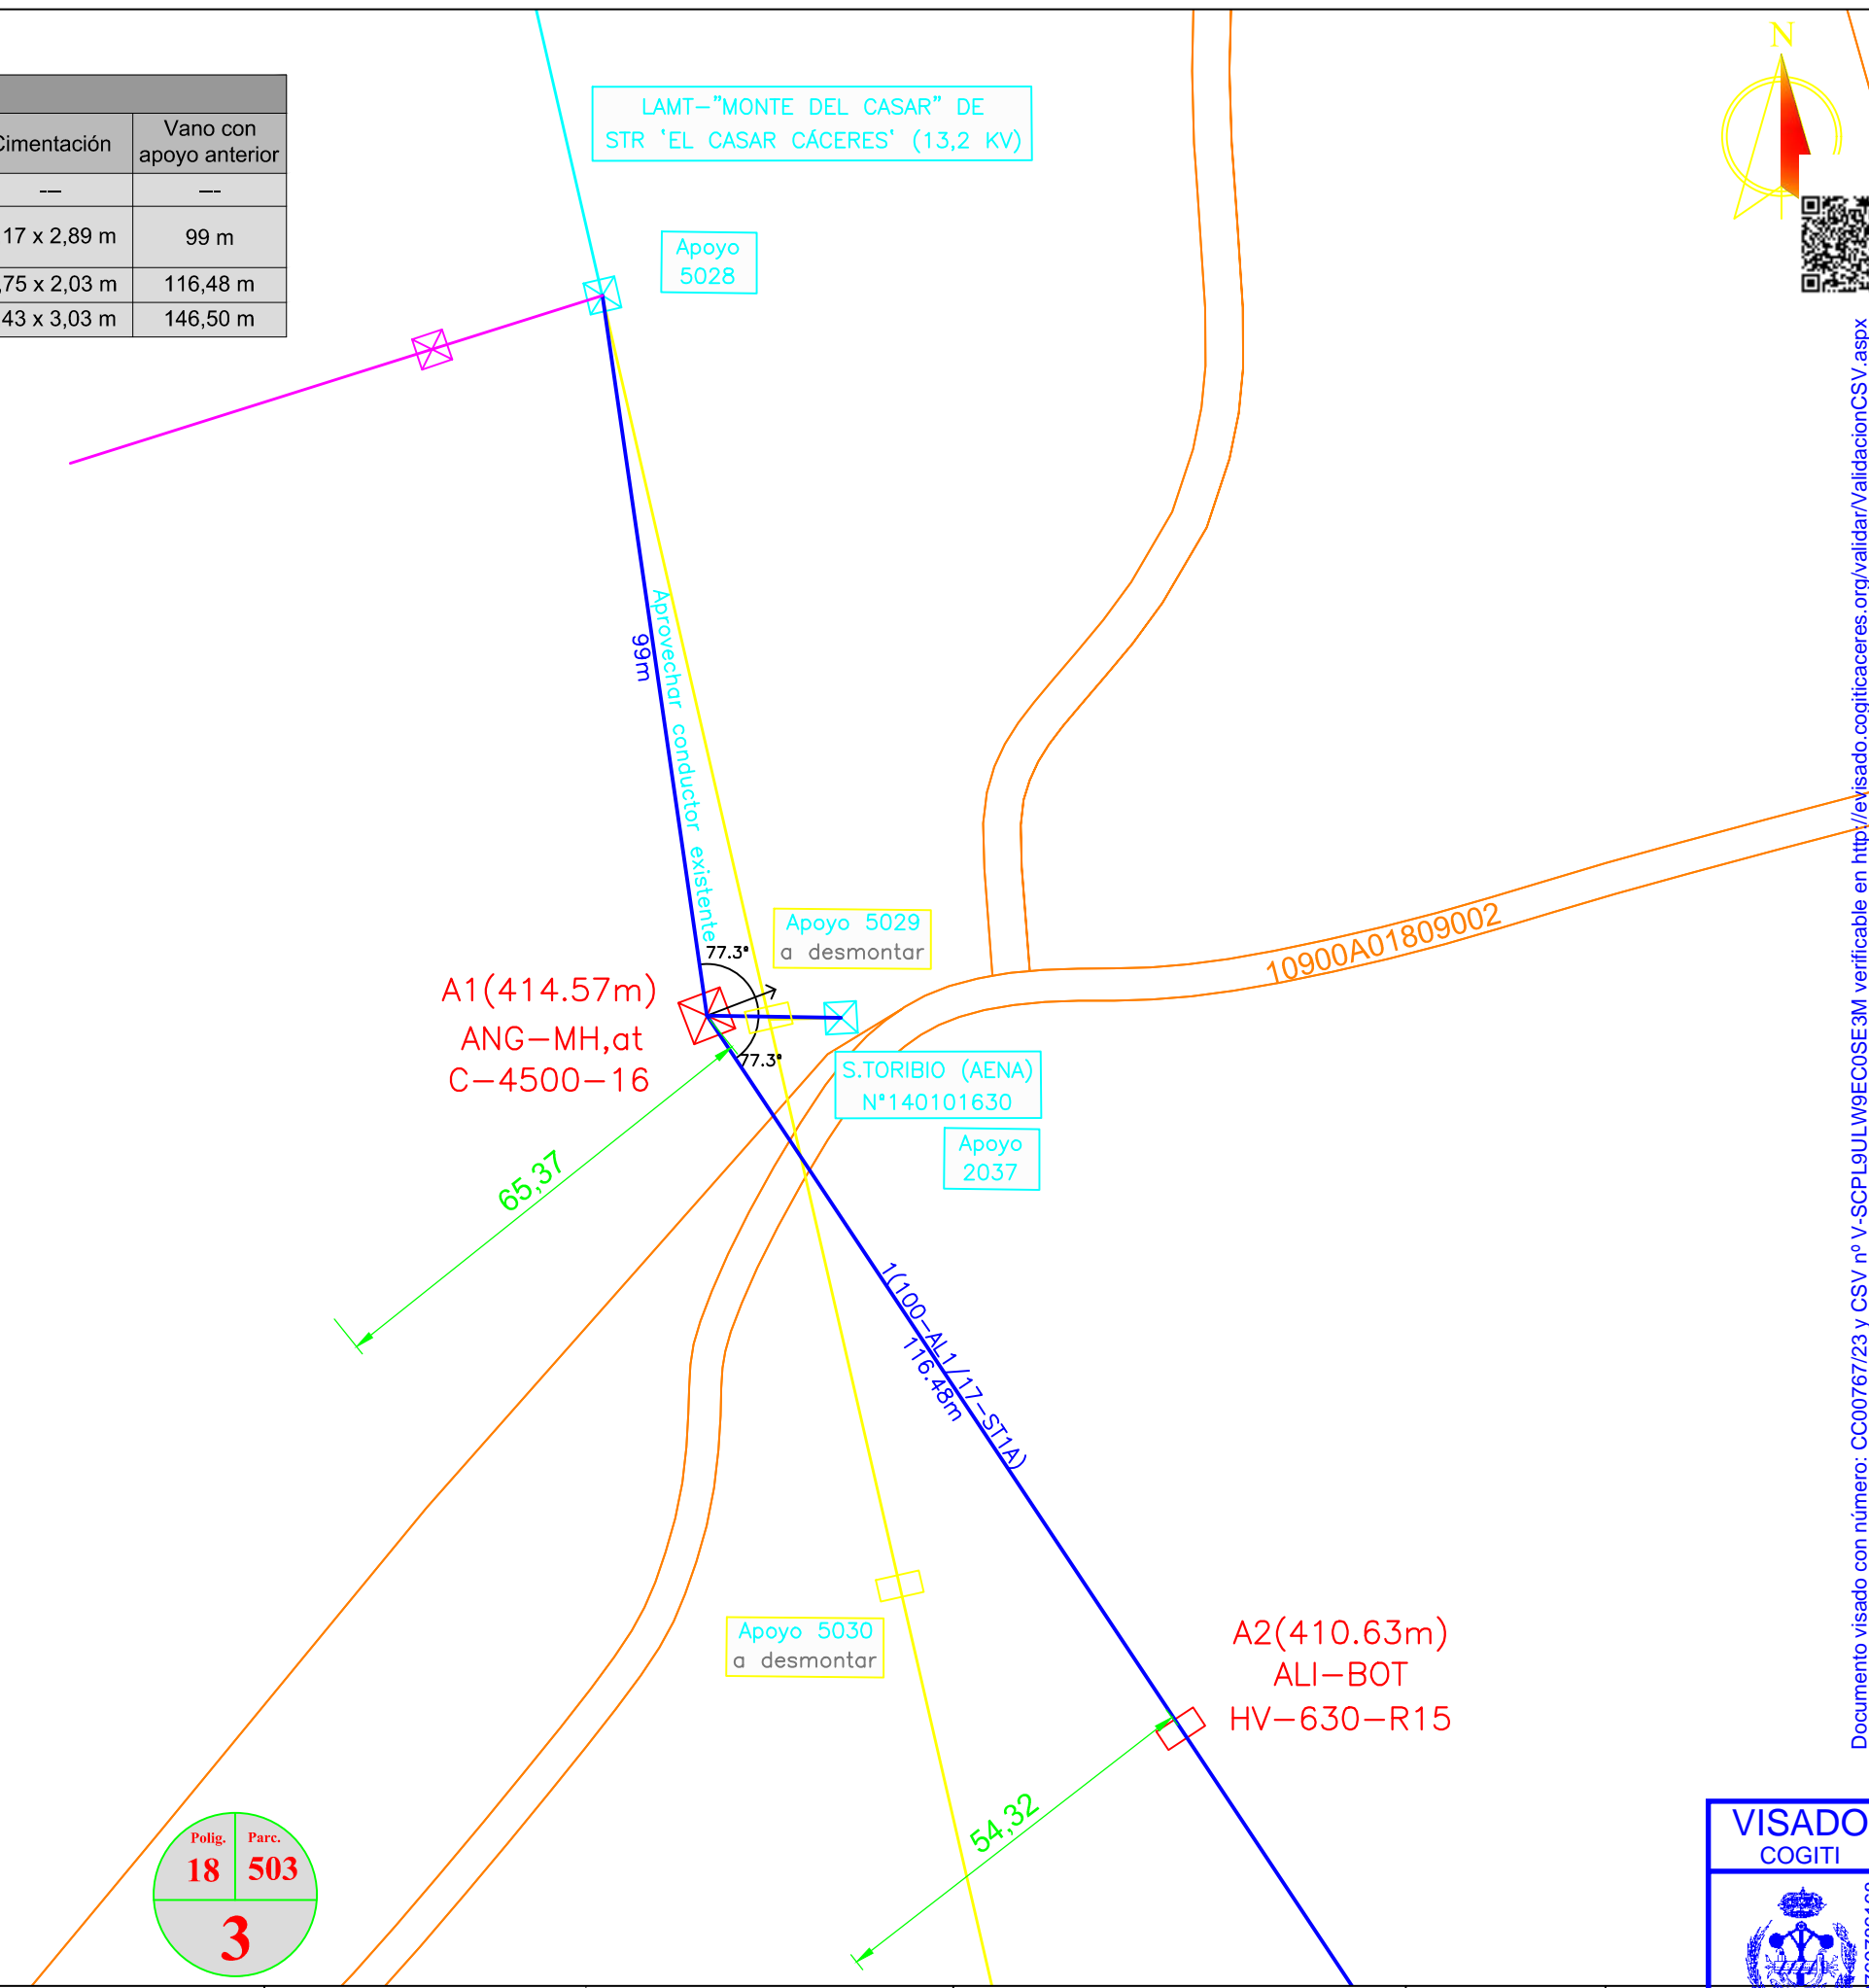 Cimentación
Vano con
apoyo anterior
---
---
17 x 2,89 m
99 m
,75 x 2,03 m
116,48 m
43 x 3,03 m
146,50 m
LAMT-"MONTE DEL CASAR" DE
STR 'EL CASAR CÁCERES' (13,2 KV)
N
Apoyo
5028
99m
Aprovechar conductor existente
Apoyo 5029
a desmontar
77.3°
77.3°
A1(414.57m)
ANG-MH,at
C-4500-16
10900A01809002
S.TORIBIO (AENA)
N°140101630
Apoyo
2037
65,37
1(100-AL1/17-ST1A)
116.48m
Apoyo 5030
a desmontar
A2(410.63m)
ALI-BOT
HV-630-R15
54,32
Polig.
18
Parc.
503
3
Documento visado con número: CC00767/23 y CSV nº V-SCPL9ULW9EC0SE3M verificable en http://evisado.cogiticaceres.org/validar/ValidacionCSV.aspx
VISADO
COGITI